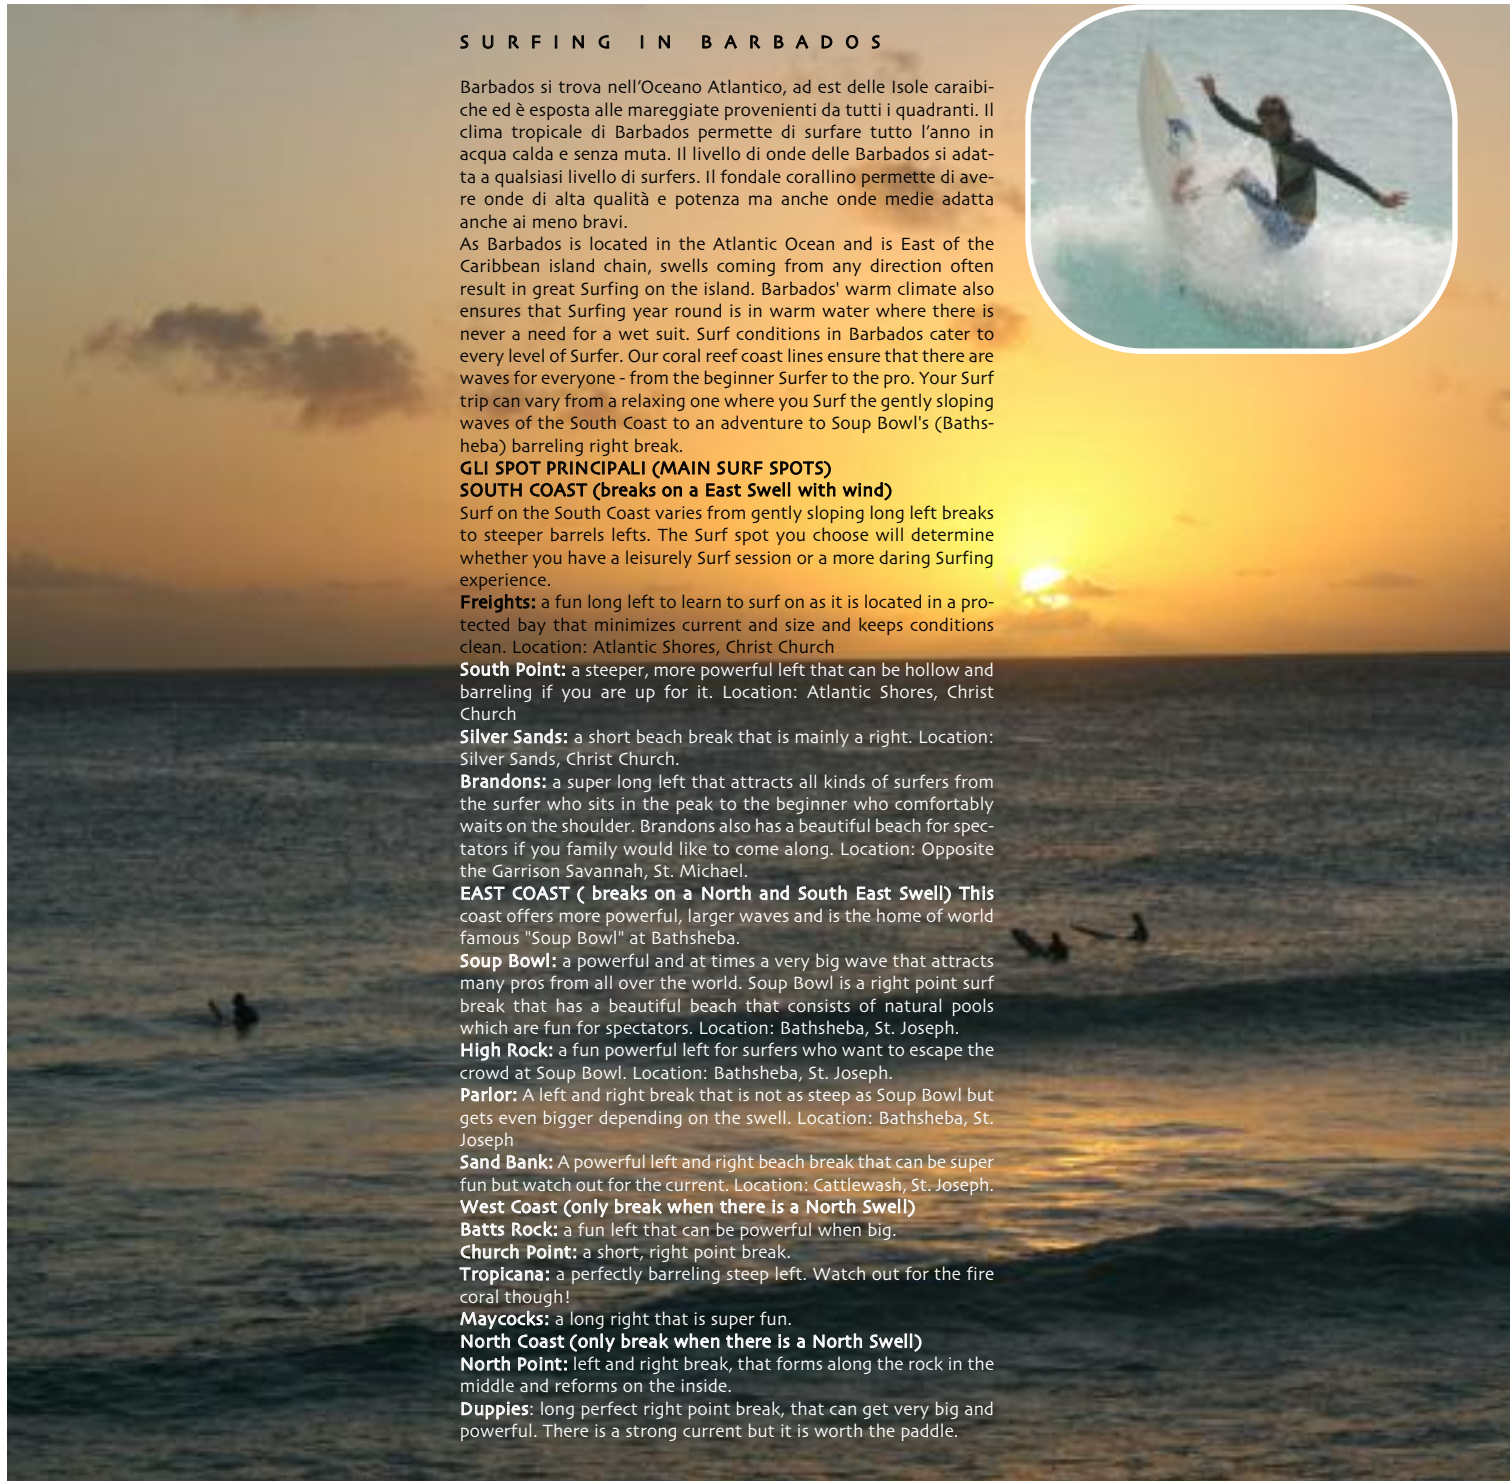 SURFING IN BARBADOS
Barbados si trova nell’Oceano Atlantico, ad est delle Isole caraibi-
che ed è esposta alle mareggiate provenienti da tutti i quadranti. Il
clima tropicale di Barbados permette di surfare tutto l’anno in
acqua calda e senza muta. Il livello di onde delle Barbados si adat-
ta a qualsiasi livello di surfers. Il fondale corallino permette di ave-
re onde di alta qualità e potenza ma anche onde medie adatta
anche ai meno bravi.
As Barbados is located in the Atlantic Ocean and is East of the
Caribbean island chain, swells coming from any direction often
result in great Surfing on the island. Barbados' warm climate also
ensures that Surfing year round is in warm water where there is
never a need for a wet suit. Surf conditions in Barbados cater to
every level of Surfer. Our coral reef coast lines ensure that there are
waves for everyone - from the beginner Surfer to the pro. Your Surf
trip can vary from a relaxing one where you Surf the gently sloping
waves of the South Coast to an adventure to Soup Bowl's (Baths-
heba) barreling right break.
GLI SPOT PRINCIPALI (MAIN SURF SPOTS)
SOUTH COAST (breaks on a East Swell with wind)
Surf on the South Coast varies from gently sloping long left breaks
to steeper barrels lefts. The Surf spot you choose will determine
whether you have a leisurely Surf session or a more daring Surfing
experience.
Freights: a fun long left to learn to surf on as it is located in a pro-
tected bay that minimizes current and size and keeps conditions
clean. Location: Atlantic Shores, Christ Church
South Point: a steeper, more powerful left that can be hollow and
barreling if you are up for it. Location: Atlantic Shores, Christ
Church
Silver Sands: a short beach break that is mainly a right. Location:
Silver Sands, Christ Church.
Brandons: a super long left that attracts all kinds of surfers from
the surfer who sits in the peak to the beginner who comfortably
waits on the shoulder. Brandons also has a beautiful beach for spec-
tators if you family would like to come along. Location: Opposite
the Garrison Savannah, St. Michael.
EAST COAST ( breaks on a North and South East Swell) This
coast offers more powerful, larger waves and is the home of world
famous "Soup Bowl" at Bathsheba.
Soup Bowl: a powerful and at times a very big wave that attracts
many pros from all over the world. Soup Bowl is a right point surf
break that has a beautiful beach that consists of natural pools
which are fun for spectators. Location: Bathsheba, St. Joseph.
High Rock: a fun powerful left for surfers who want to escape the
crowd at Soup Bowl. Location: Bathsheba, St. Joseph.
Parlor: A left and right break that is not as steep as Soup Bowl but
gets even bigger depending on the swell. Location: Bathsheba, St.
Joseph
Sand Bank: A powerful left and right beach break that can be super
fun but watch out for the current. Location: Cattlewash, St. Joseph.
West Coast (only break when there is a North Swell)
Batts Rock: a fun left that can be powerful when big.
Church Point: a short, right point break.
Tropicana: a perfectly barreling steep left. Watch out for the fire
coral though!
Maycocks: a long right that is super fun.
North Coast (only break when there is a North Swell)
North Point: left and right break, that forms along the rock in the
middle and reforms on the inside.
Duppies: long perfect right point break, that can get very big and
powerful. There is a strong current but it is worth the paddle.